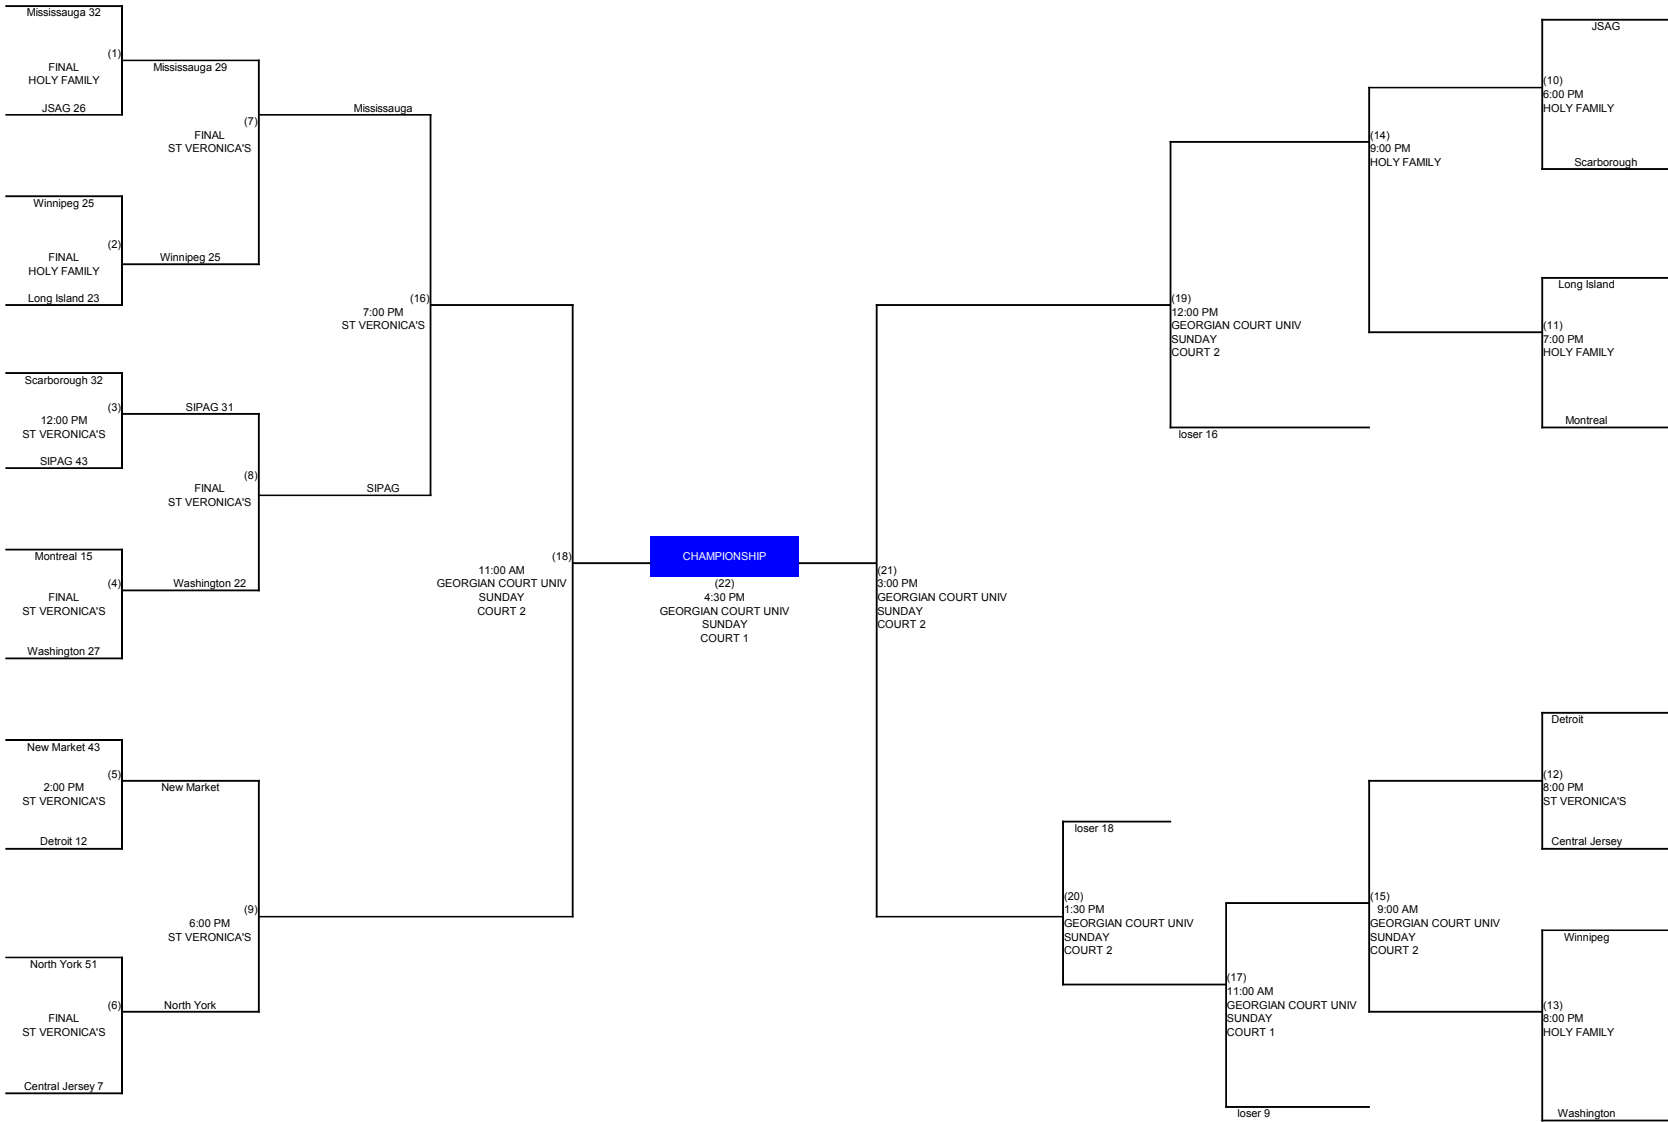 Mississauga 32
(1)
FINAL
HOLY FAMILY
JSAG 26
Mississauga 29
(7)
FINAL
ST VERONICA'S
Winnipeg 25
(2)
FINAL
HOLY FAMILY
Long Island 23
Winnipeg 25
Mississauga
(16)
7:00 PM
ST VERONICA'S
Scarborough 32
(3)
12:00 PM
ST VERONICA'S
SIPAG 43
SIPAG 31
(8)
FINAL
ST VERONICA'S
SIPAG
Montreal 15
(4)
FINAL
ST VERONICA'S
Washington 27
Washington 22
(18)
11:00 AM
GEORGIAN COURT UNIV
SUNDAY
COURT 2
New Market 43
(5)
2:00 PM
ST VERONICA'S
Detroit 12
New Market
(9)
6:00 PM
ST VERONICA'S
North York 51
(6)
FINAL
ST VERONICA'S
Central Jersey 7
North York
CHAMPIONSHIP
(22)
4:30 PM
GEORGIAN COURT UNIV
SUNDAY
COURT 1
(21)
3:00 PM
GEORGIAN COURT UNIV
SUNDAY
COURT 2
(19)
12:00 PM
GEORGIAN COURT UNIV
SUNDAY
COURT 2
loser 16
(14)
9:00 PM
HOLY FAMILY
JSAG
(10)
6:00 PM
HOLY FAMILY
Scarborough
Long Island
(11)
7:00 PM
HOLY FAMILY
Montreal
loser 18
(20)
1:30 PM
GEORGIAN COURT UNIV
SUNDAY
COURT 2
(17)
11:00 AM
GEORGIAN COURT UNIV
SUNDAY
COURT 1
loser 9
(15)
9:00 AM
GEORGIAN COURT UNIV
SUNDAY
COURT 2
Detroit
(12)
8:00 PM
ST VERONICA'S
Central Jersey
Winnipeg
(13)
8:00 PM
HOLY FAMILY
Washington